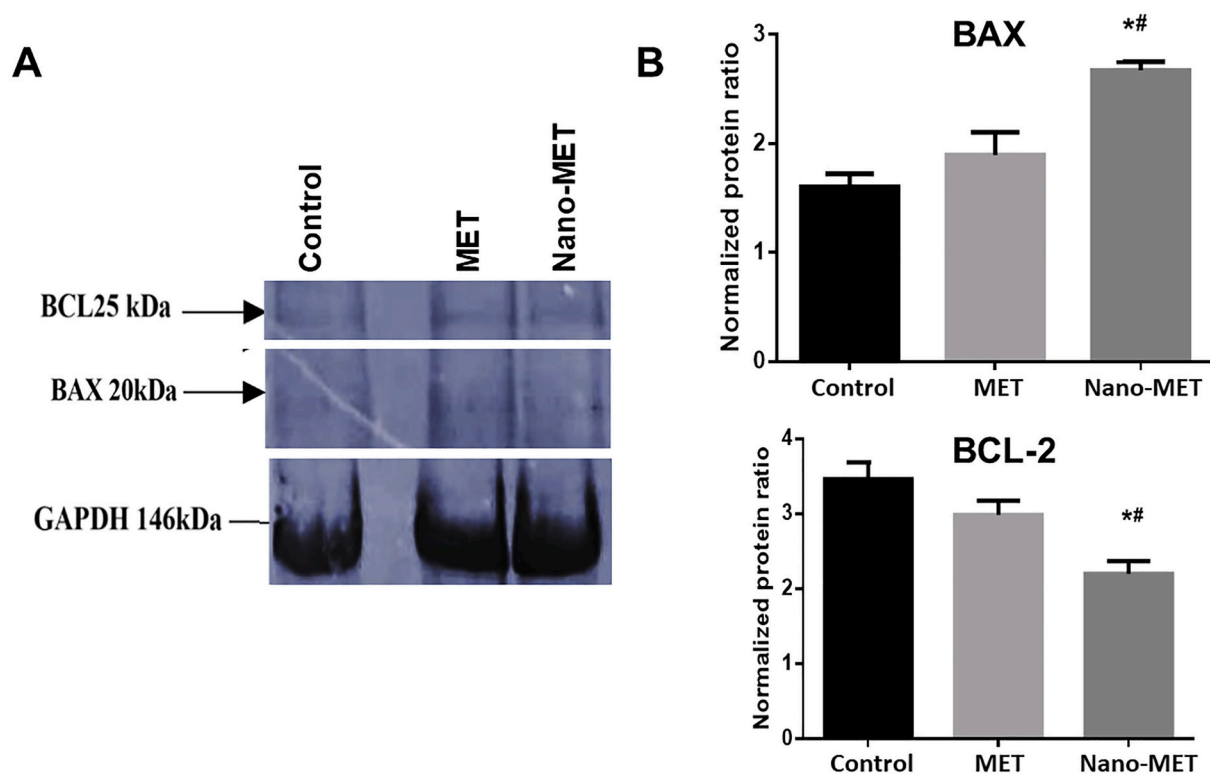 A
Control
MET
Nano-MET
BCL25 kDa
BAX 20kDa
GAPDH 146kDa
B
BAX
*#
Normalized protein ratio
3
2
1
0
Control MET Nano-MET
BCL-2
*#
Normalized protein ratio
4
3
2
1
0
Control MET Nano-MET